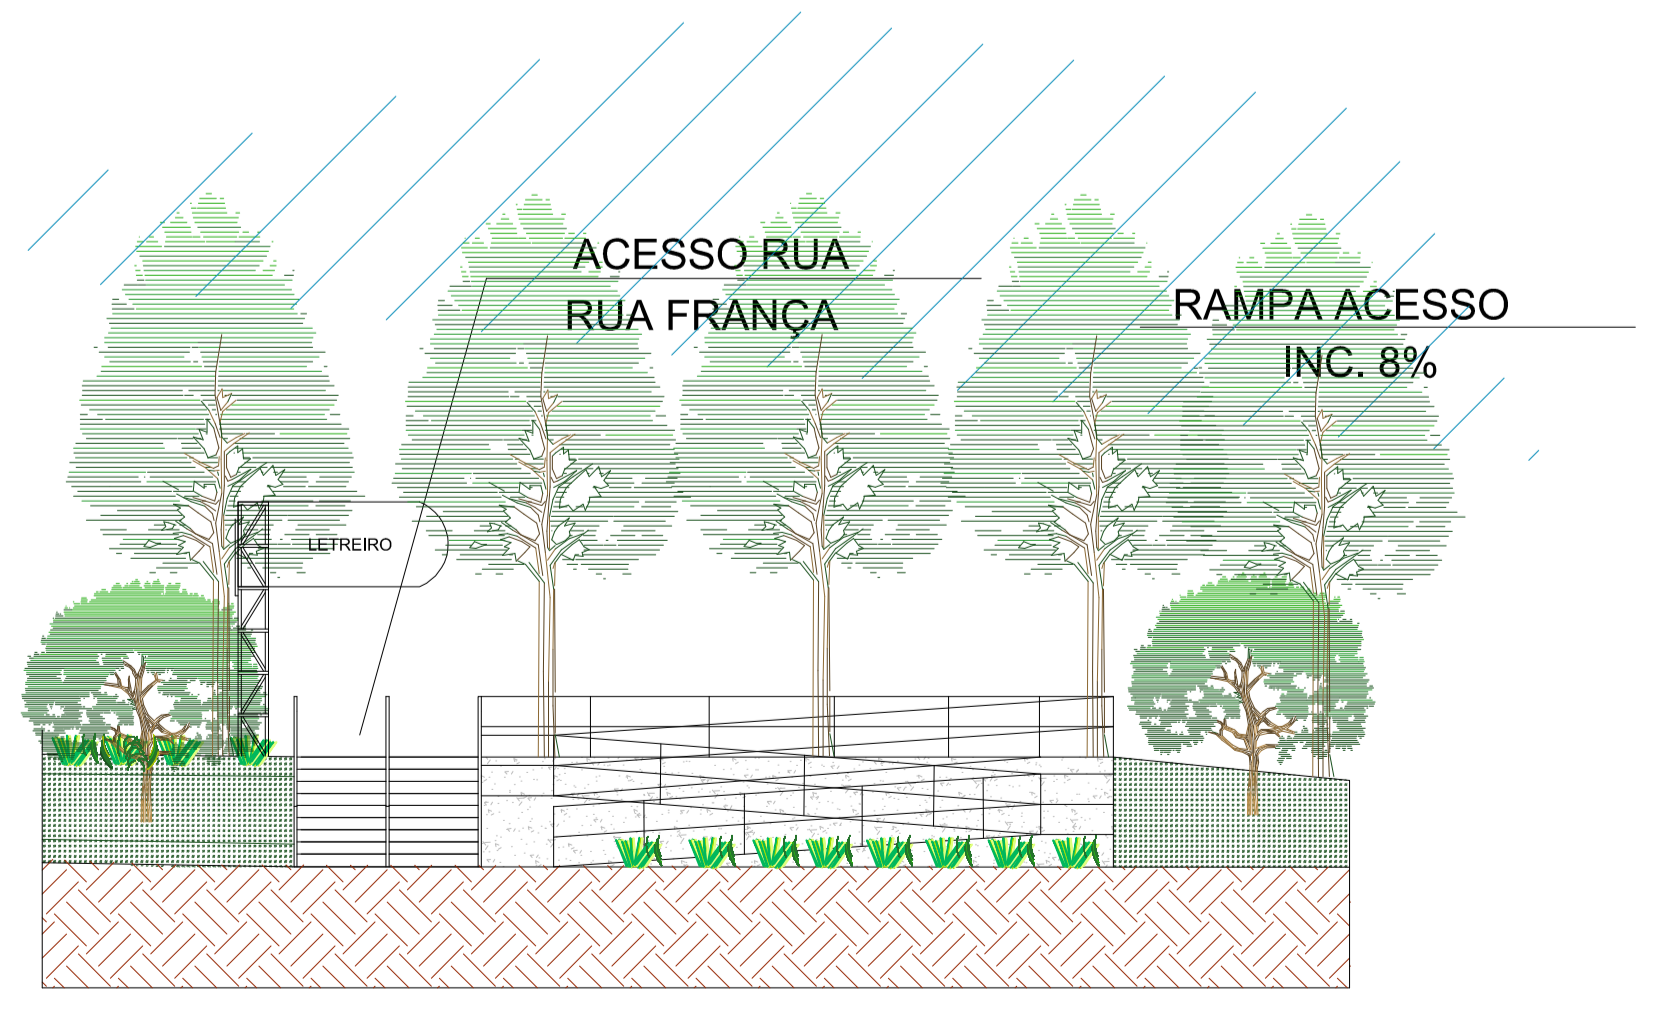 ACESSO RUA
RUA FRANÇA
RAMPA ACESSO
INC. 8%
LETREIRO